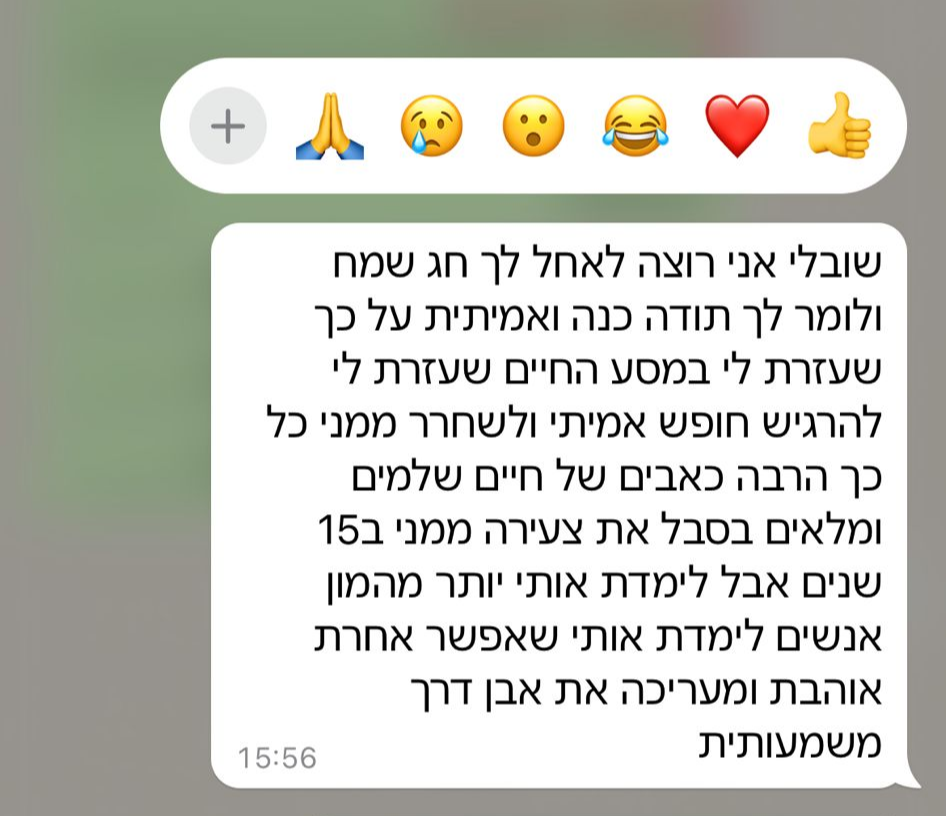 שובלי אני רוצה לאחל לך חג שמח
ולומר לך תודה כנה ואמיתית על כך
שעזרת לי במסע החיים שעזרת לי
להרגיש חופש אמיתי ולשחרר ממני כל
כך הרבה כאבים של חיים שלמים
ומלאים בסבל את צעירה ממני ב15
שנים אבל לימדת אותי יותר מהמון
אנשים לימדת אותי שאפשר אחרת
אוהבת ומעריכה את אבן דרך
משמעותית
15:56